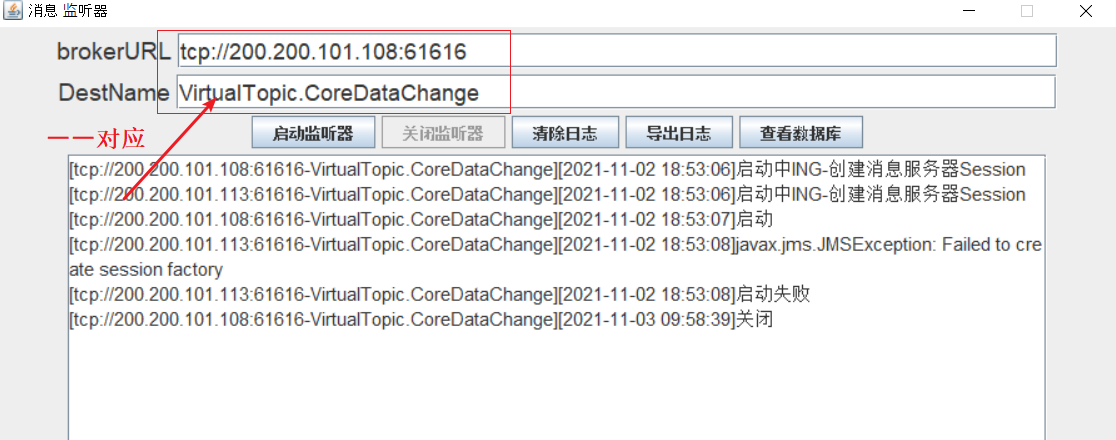 消息 监听器
brokerURL tcp://200.200.101.108:61616
DestName VirtualTopic.CoreDataChange
一一对应
启动监听器 关闭监听器 清除日志 导出日志 查看数据库
[tcp://200.200.101.108:61616-VirtualTopic.CoreDataChange][2021-11-02 18:53:06]启动中ING-创建消息服务器Session
[tcp://200.200.101.113:61616-VirtualTopic.CoreDataChange][2021-11-02 18:53:06]启动中ING-创建消息服务器Session
[tcp://200.200.101.108:61616-VirtualTopic.CoreDataChange][2021-11-02 18:53:07]启动
[tcp://200.200.101.113:61616-VirtualTopic.CoreDataChange][2021-11-02 18:53:08]javax.jms.JMSException: Failed to cre
ate session factory
[tcp://200.200.101.113:61616-VirtualTopic.CoreDataChange][2021-11-02 18:53:08]启动失败
[tcp://200.200.101.108:61616-VirtualTopic.CoreDataChange][2021-11-03 09:58:39]关闭